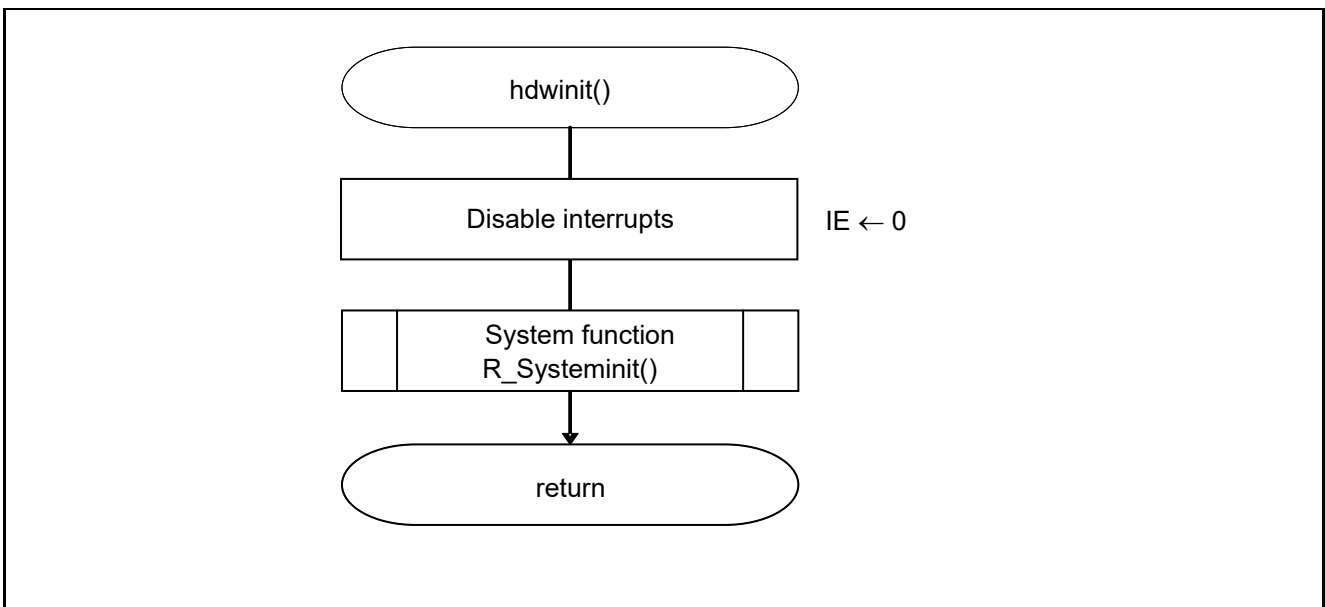 hdwinit()
Disable interrupts
IE ← 0
System function
R_Systeminit()
return